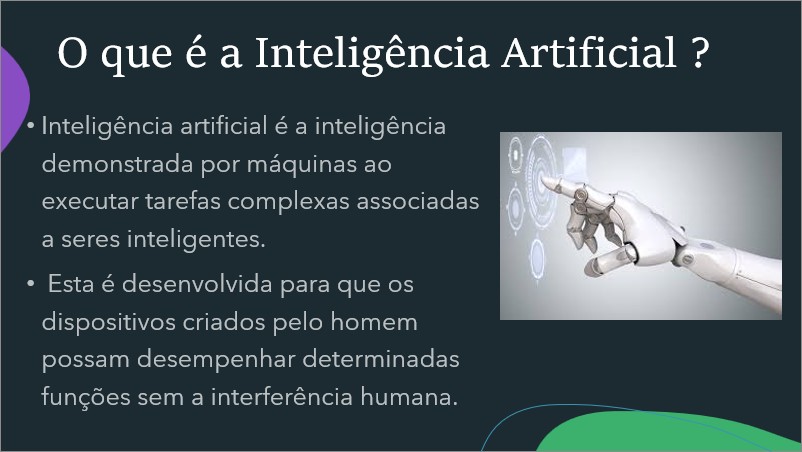 O que é a Inteligência Artificial ?
• Inteligência artificial é a inteligência
demonstrada por máquinas ao
executar tarefas complexas associadas
a seres inteligentes.
• Esta é desenvolvida para que os
dispositivos criados pelo homem
possam desempenhar determinadas
funções sem a interferência humana.